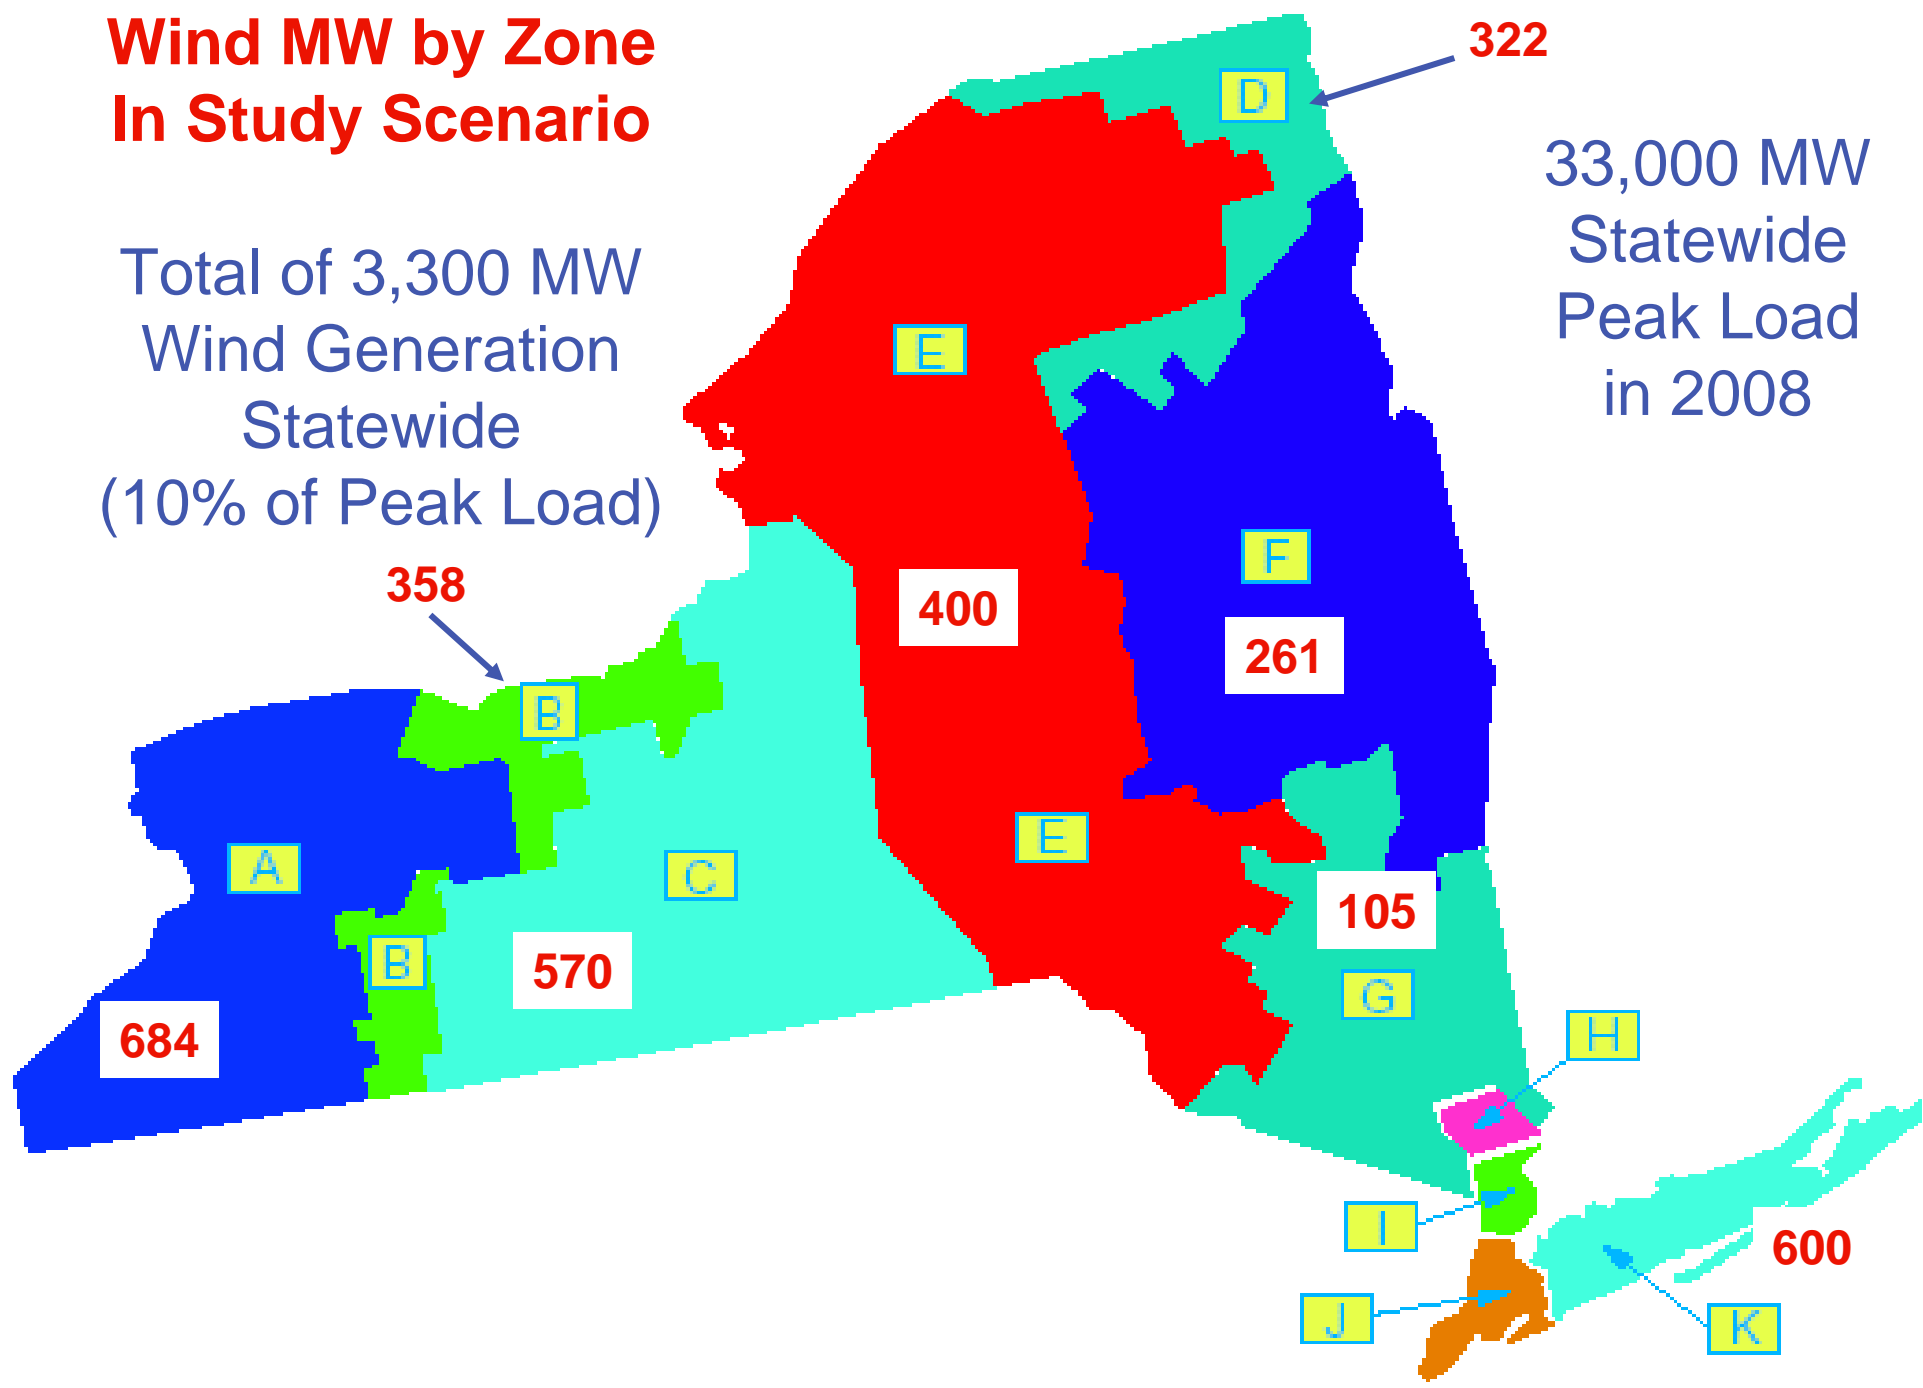 Wind MW by Zone
In Study Scenario
Total of 3,300 MW
Wind Generation
Statewide
(10% of Peak Load)
322
D
33,000 MW
Statewide
Peak Load
in 2008
E
F
358
400
261
B
A
C
E
105
B
570
G
684
H
I
600
J
K